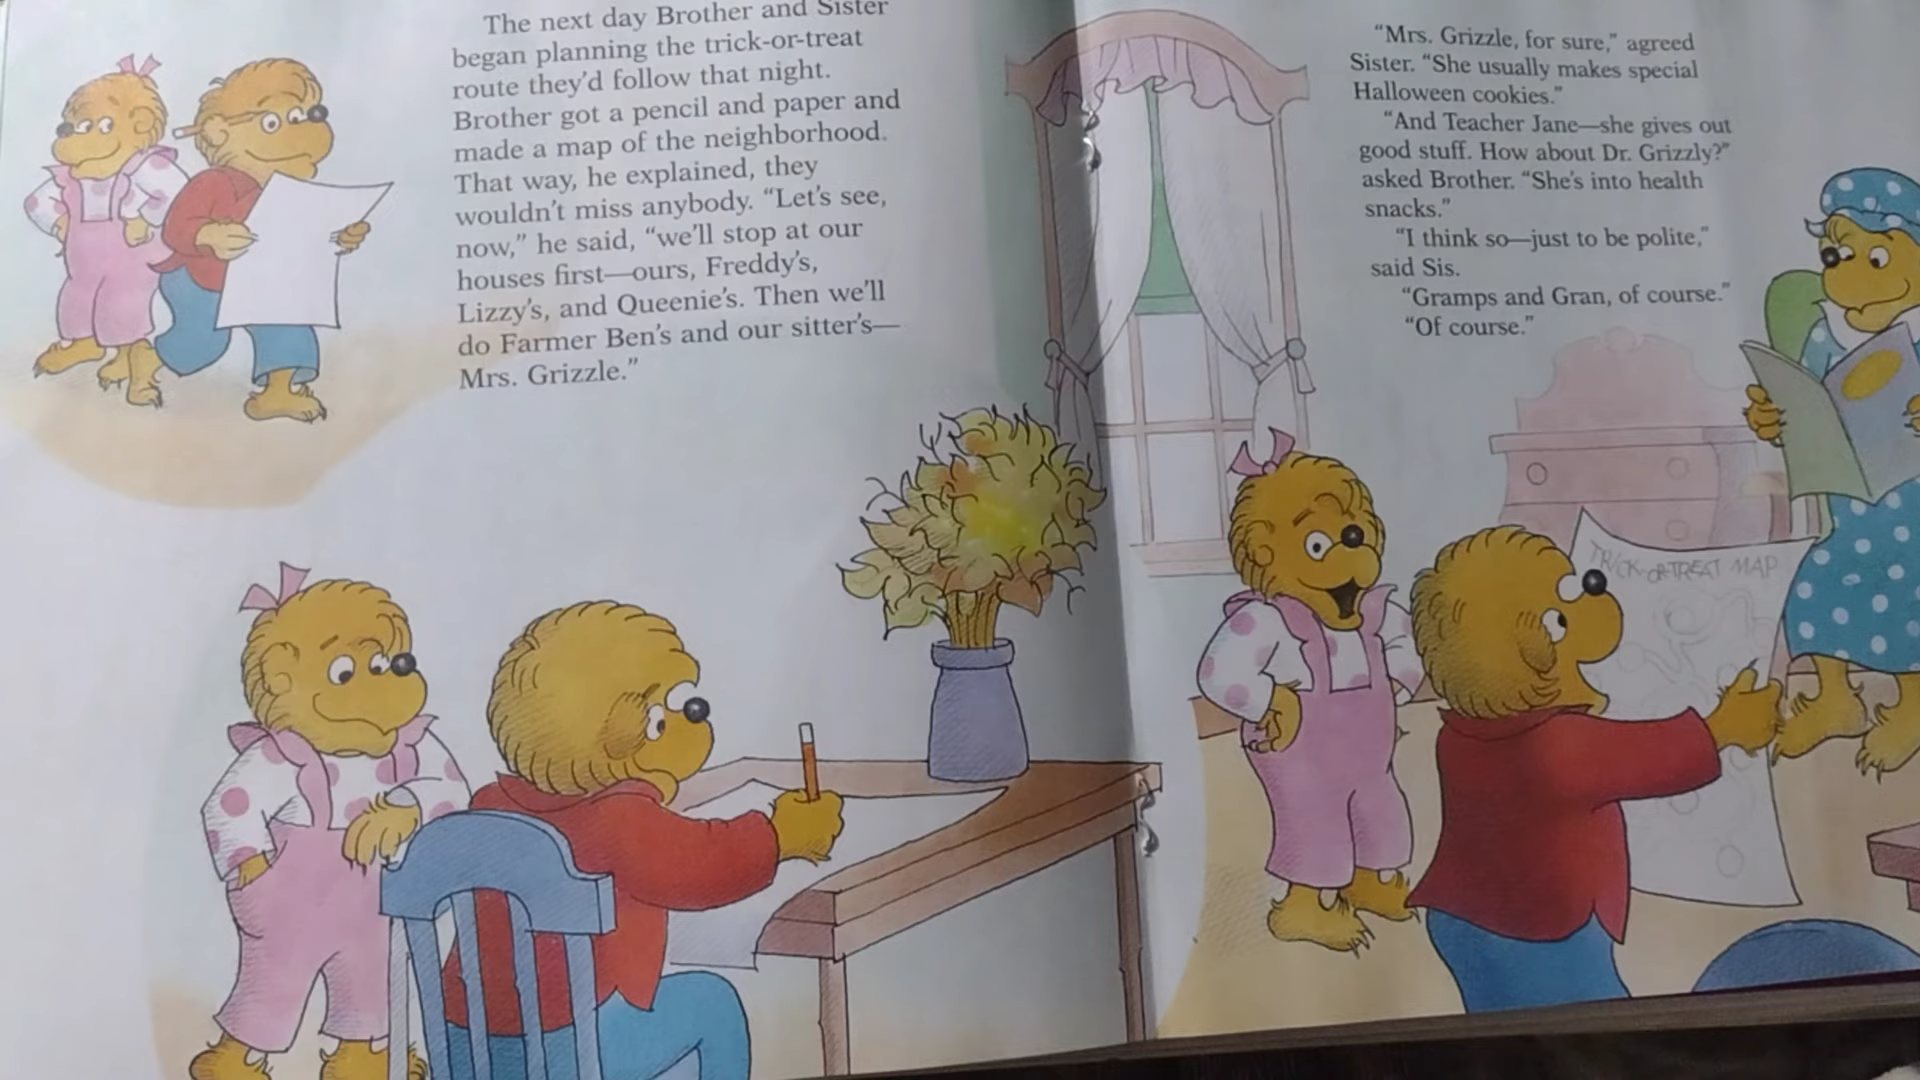 The next day Brother and Sister
began planning the trick-or-treat
route they'd follow that night.
Brother got a pencil and paper and
made a map of the neighborhood.
That way, he explained, they
wouldn't miss anybody. “Let's see,
now,” he said, “we'll stop at our
houses first—ours, Freddy's,
Lizzy's, and Queenie's. Then we'll
do Farmer Ben's and our sitter's—
Mrs. Grizzle.”
“Mrs. Grizzle, for sure,” agreed
Sister. “She usually makes special
Halloween cookies.”
“And Teacher Jane—she gives out
good stuff. How about Dr. Grizzly?”
asked Brother. “She's into health
snacks.”
“I think so—just to be polite,”
said Sis.
“Gramps and Gran, of course.”
“Of course.”
TRICK-OR-TREAT MAP